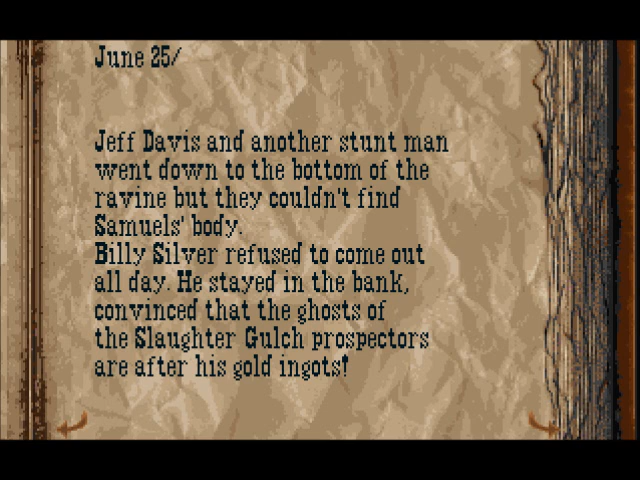 June 25/
Jeff Davis and another stunt man
went down to the bottom of the
ravine but they couldn't find
Samuels' body.
Billy Silver refused to come out
all day. He stayed in the bank,
convinced that the ghosts of
the Slaughter Gulch prospectors
are after his gold ingots!